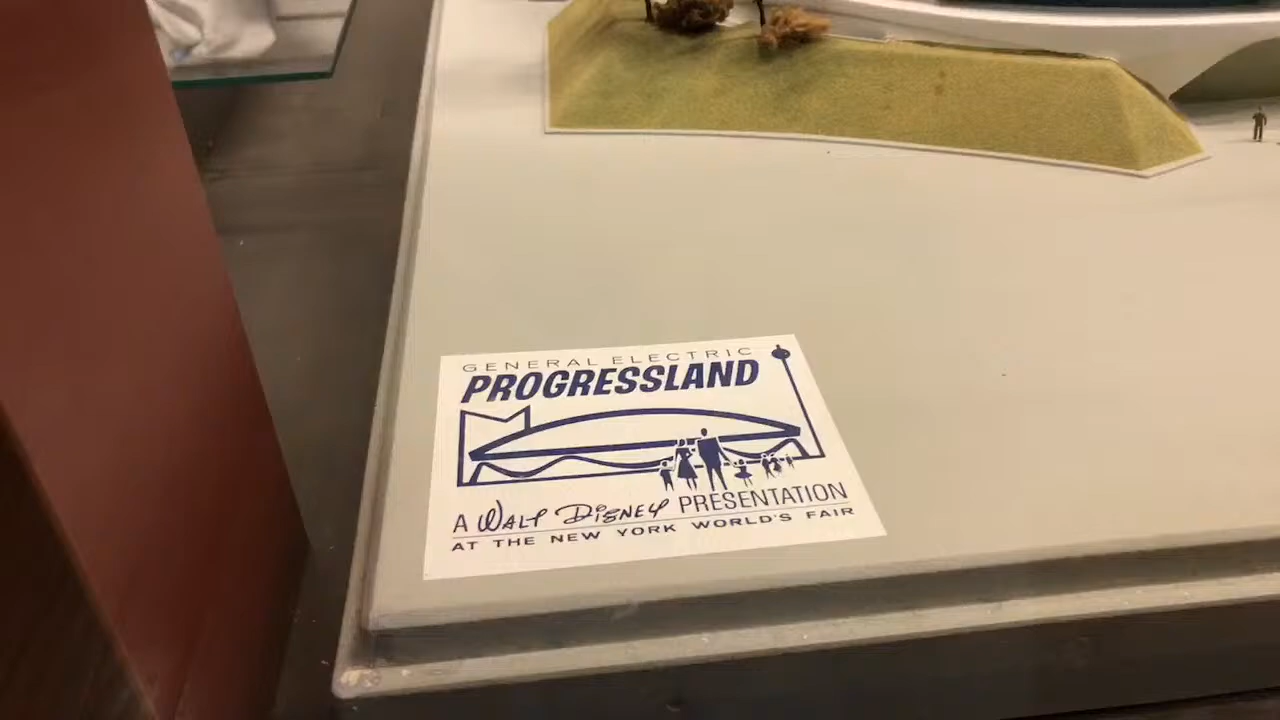 GENERAL ELECTRIC
PROGRESSLAND
A WALT DISNEY PRESENTATION
AT THE NEW YORK WORLD'S FAIR